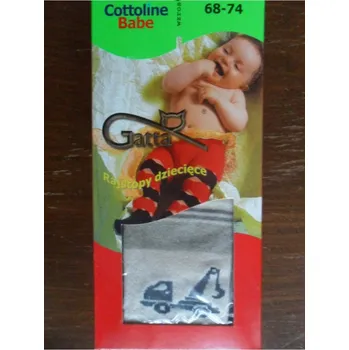 Cottoline
Babe
68-74
Gatta
Rajstopy dziecięce